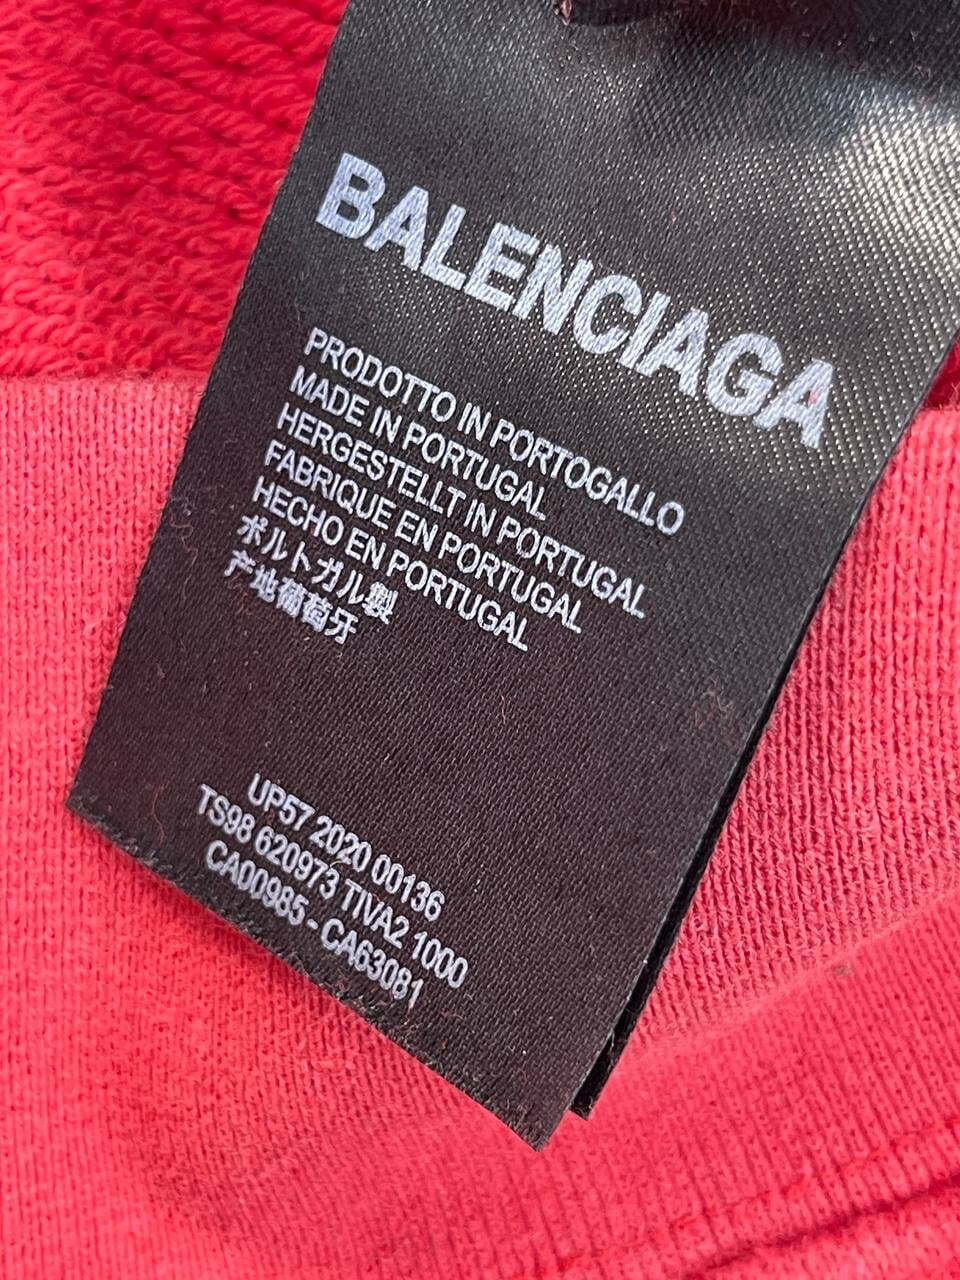 BALENCIAGA
PRODOTTO IN PORTOGALLO
MADE IN PORTUGAL
HERGESTELLT IN PORTUGAL
FABRIQUE EN PORTUGAL
HECHO EN PORTUGAL
ポルトガル製
产地葡萄牙
UP57 2020 00136
TS98 620973 TIVA2 1000
CA00985 - CA63081